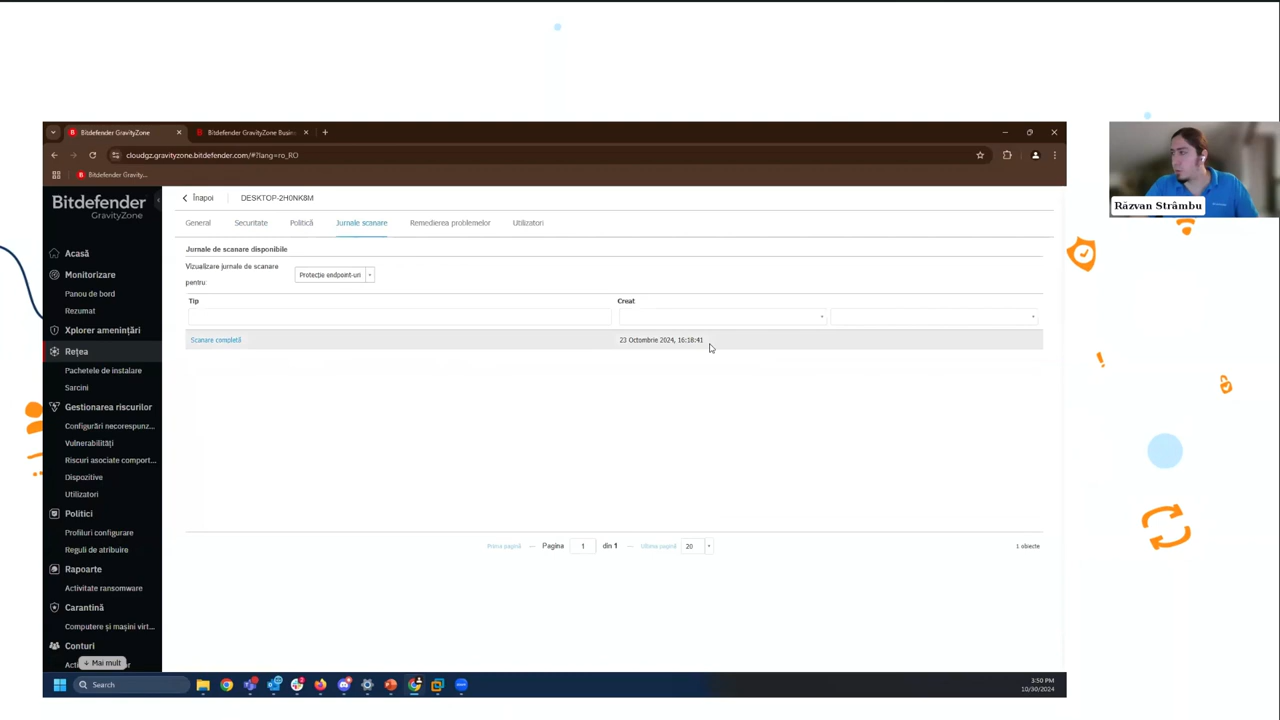 Bitdefender GravityZone
Bitdefender GravityZone Busin
cloudgz.gravityzone.bitdefender.com/#?lang=ro_RO
Bitdefender Gravity...
Bitdefender
GravityZone
Acasă
Monitorizare
Panou de bord
Rezumat
Xplorer amenințări
Rețea
Pachetele de instalare
Sarcini
Gestionarea riscurilor
Configurări necorespunz...
Vulnerabilități
Riscuri asociate comport...
Dispozitive
Utilizatori
Politici
Profiluri configurare
Reguli de atribuire
Rapoarte
Activitate ransomware
Carantină
Computere și mașini virt...
Conturi
Mai mult
Înapoi
DESKTOP-2H0NK8M
General
Securitate
Politică
Jurnale scanare
Remedierea problemelor
Utilizatori
Jurnale de scanare disponibile
Vizualizare jurnale de scanare
pentru
Protecție endpoint-uri
Tip
Creat
Scanare completă
23 Octombrie 2024, 16:18:41
Prima pagină
Pagina
1
din 1
Ultima pagină
20
1 obiecte
Search
3:50 PM
10/30/2024
Răzvan Strâmbu